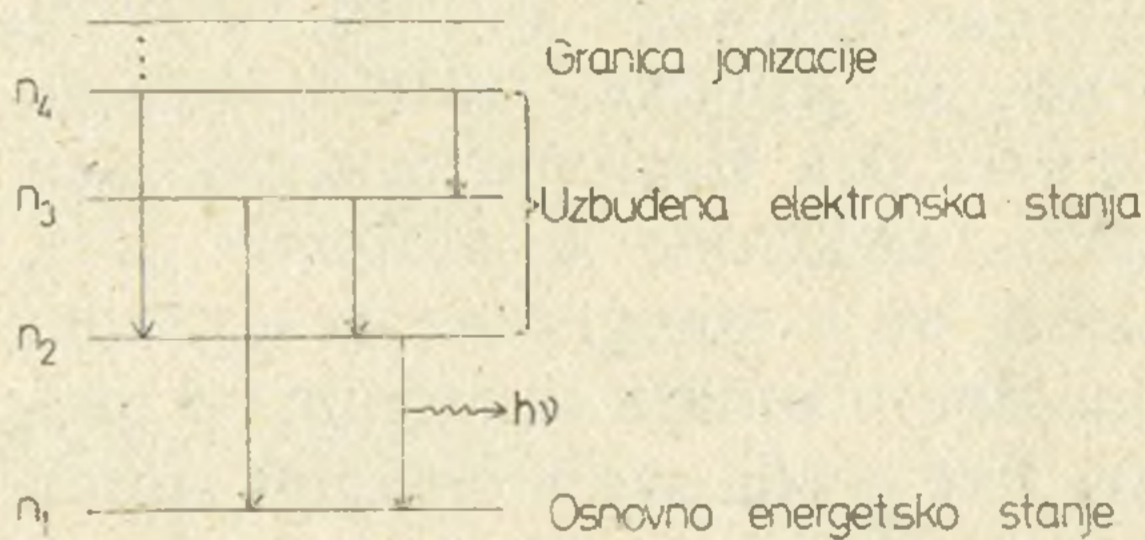 Granica jonizacije
n₄
n₃ Uzbuđena elektronska stanja
n₂
hν
n₁ Osnovno energetsko stanje